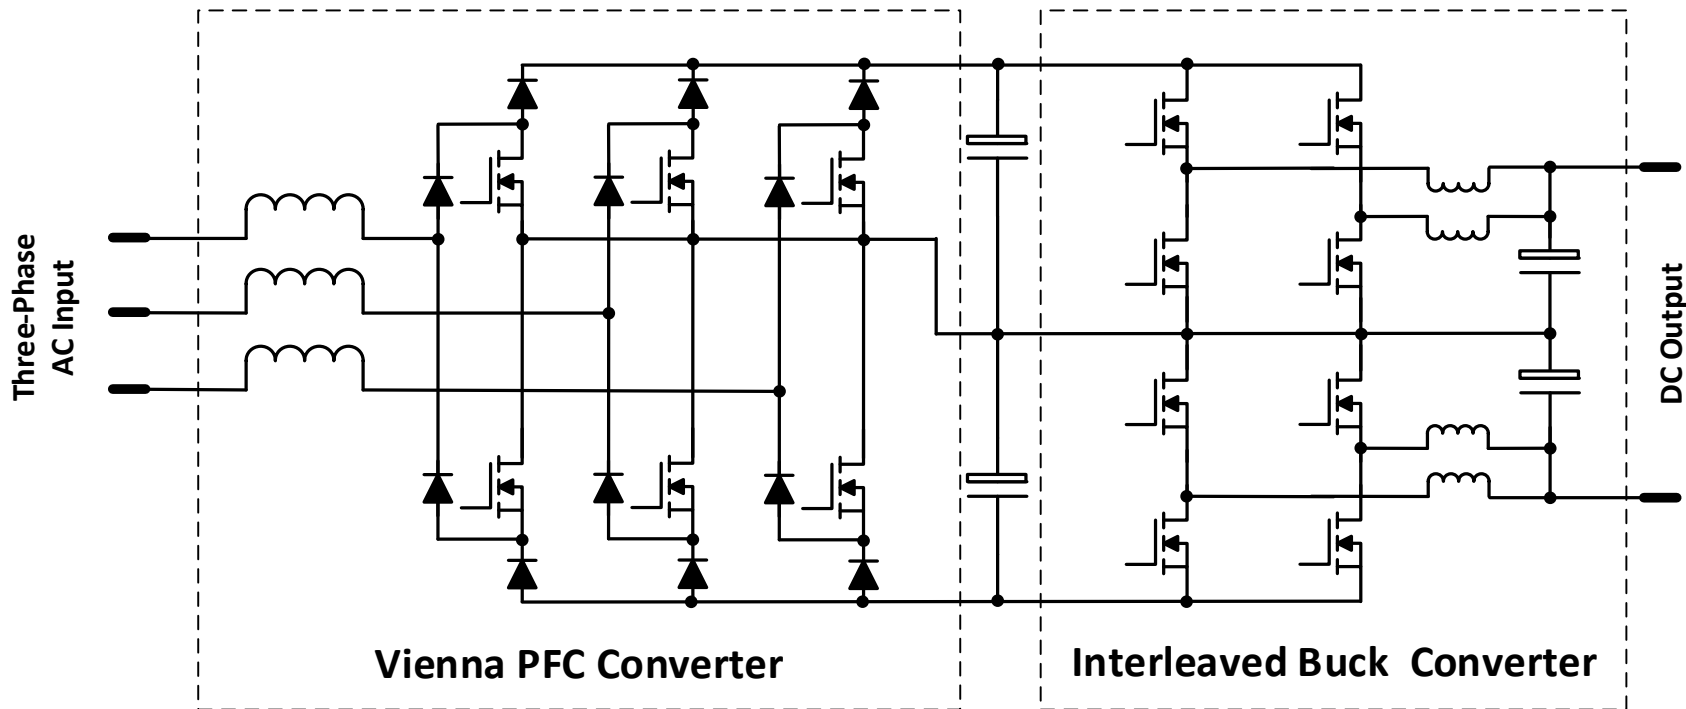 Three-Phase
AC Input
Vienna PFC Converter
Interleaved Buck Converter
DC Output